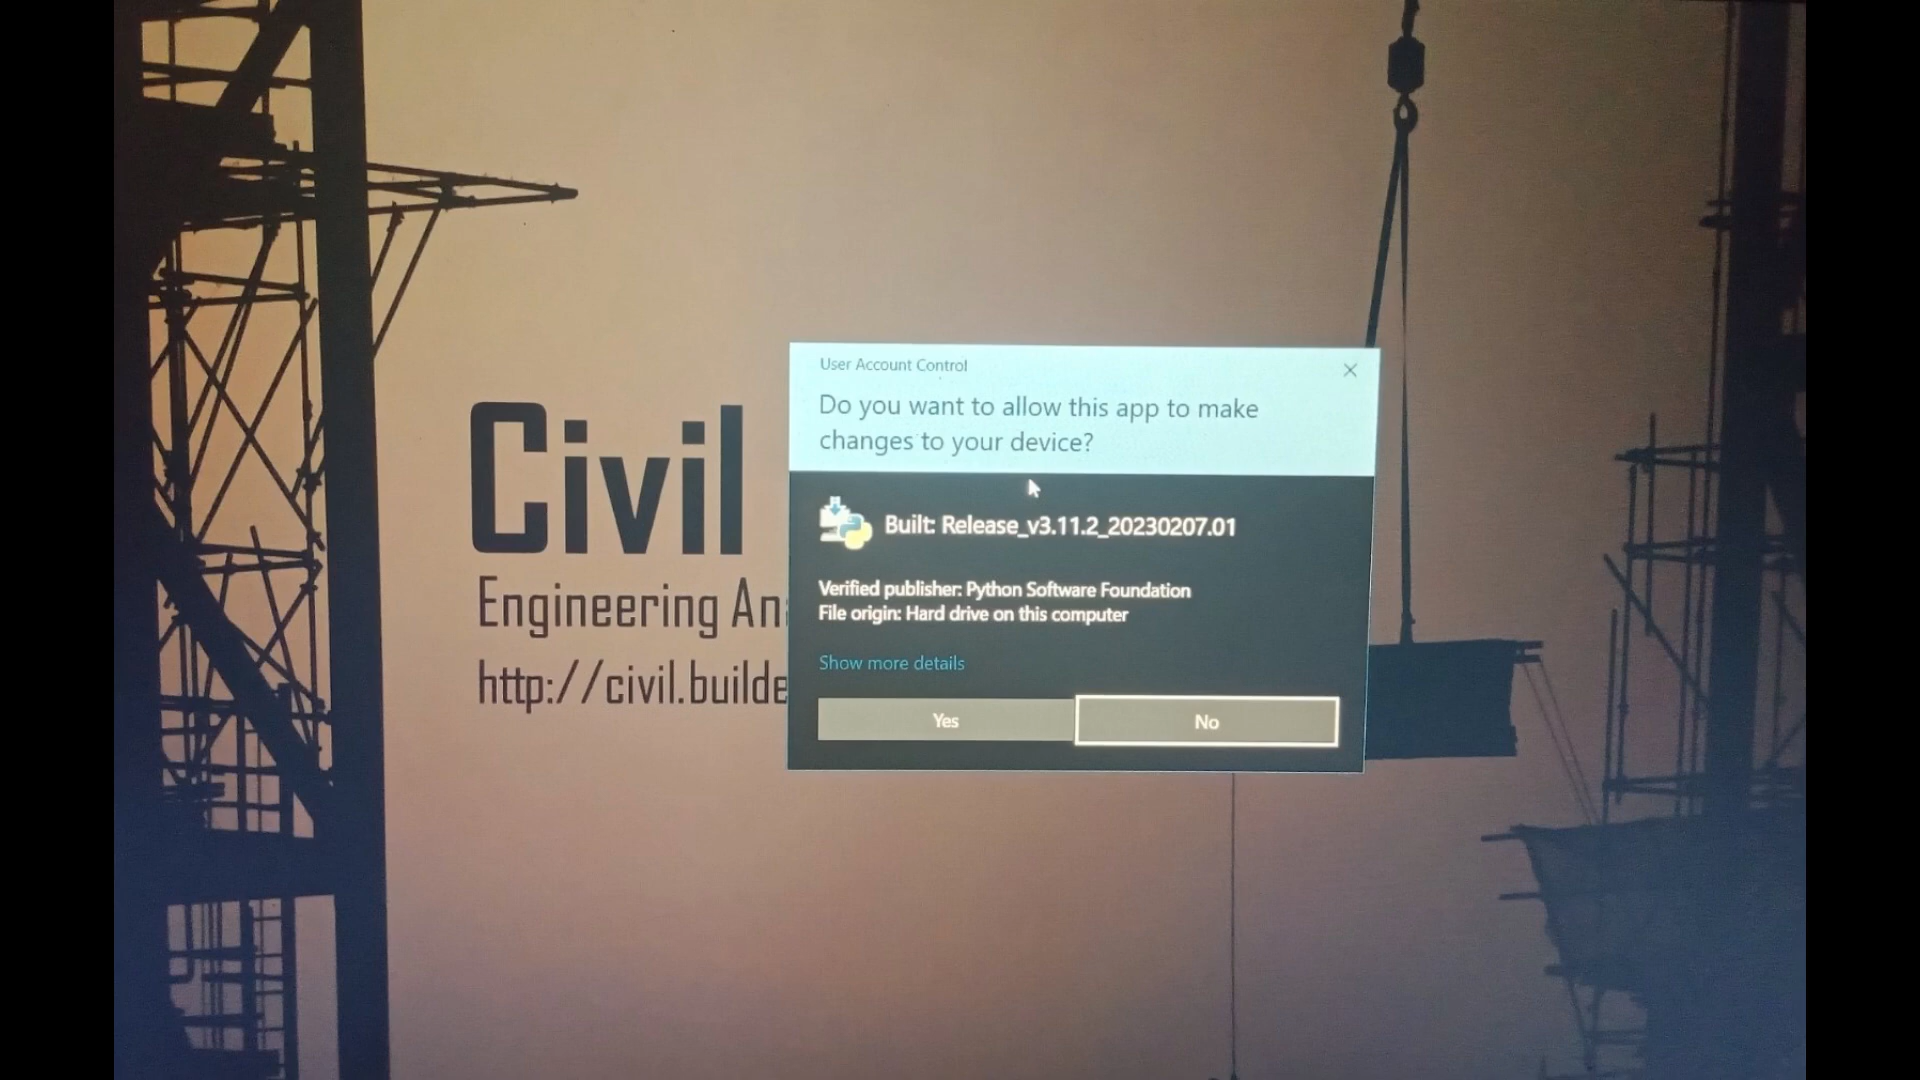 User Account Control
Do you want to allow this app to make
changes to your device?
Built: Release_v3.11.2_20230207.01
Verified publisher: Python Software Foundation
File origin: Hard drive on this computer
Show more details
Yes
No
Civil
Engineering
http://civil.builde